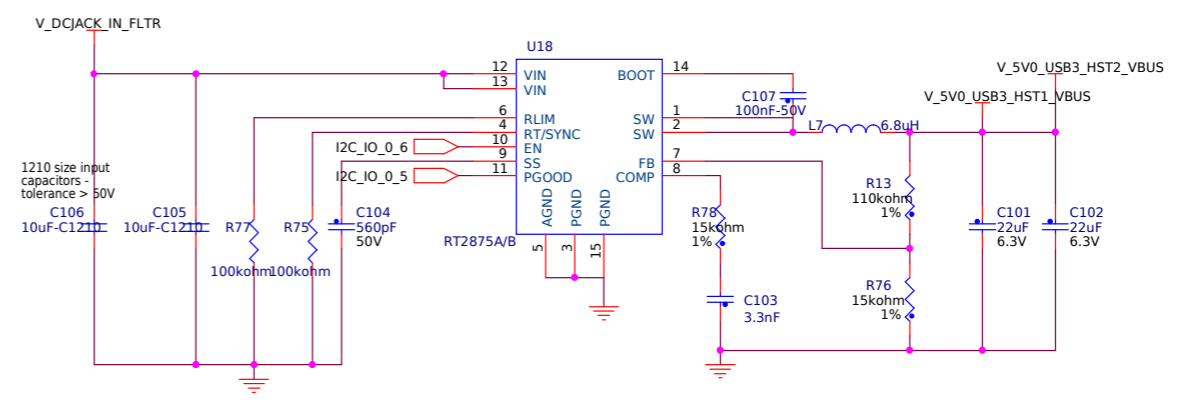 V_DCJACK_IN_FLTR
U18
V_5V0_USB3_HST2_VBUS
V_5V0_USB3_HST1_VBUS
12 VIN
13 VIN
6 RLIM
4 RT/SYNC
I2C_IO_0_6 10 EN
9 SS
I2C_IO_0_5 11 PGOOD
BOOT 14
SW 1
SW 2
FB 7
COMP 8
AGND PGND PGND
5 3 15
RT2875A/B
C107
100nF-50V
L7 6.8uH
1210 size input
capacitors -
tolerance > 50V
C106
10uF-C1210
C105
10uF-C1210
R77
100kohm
R75
100kohm
C104
560pF
50V
R78
15kohm
1%
C103
3.3nF
R13
110kohm
1%
R76
15kohm
1%
C101
22uF
6.3V
C102
22uF
6.3V